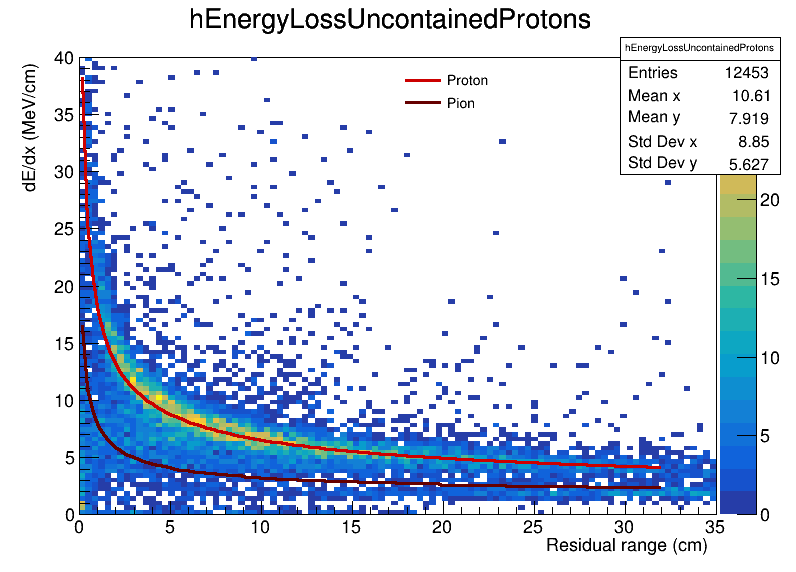 hEnergyLossUncontainedProtons
hEnergyLossUncontainedProtons
Entries 12453
Mean x 10.61
Mean y 7.919
Std Dev x 8.85
Std Dev y 5.627
Proton
Pion
dE/dx (MeV/cm)
40
35
30
25
20
15
10
5
0
0 5 10 15 20 25 30 35
Residual range (cm)
20
15
10
5
0